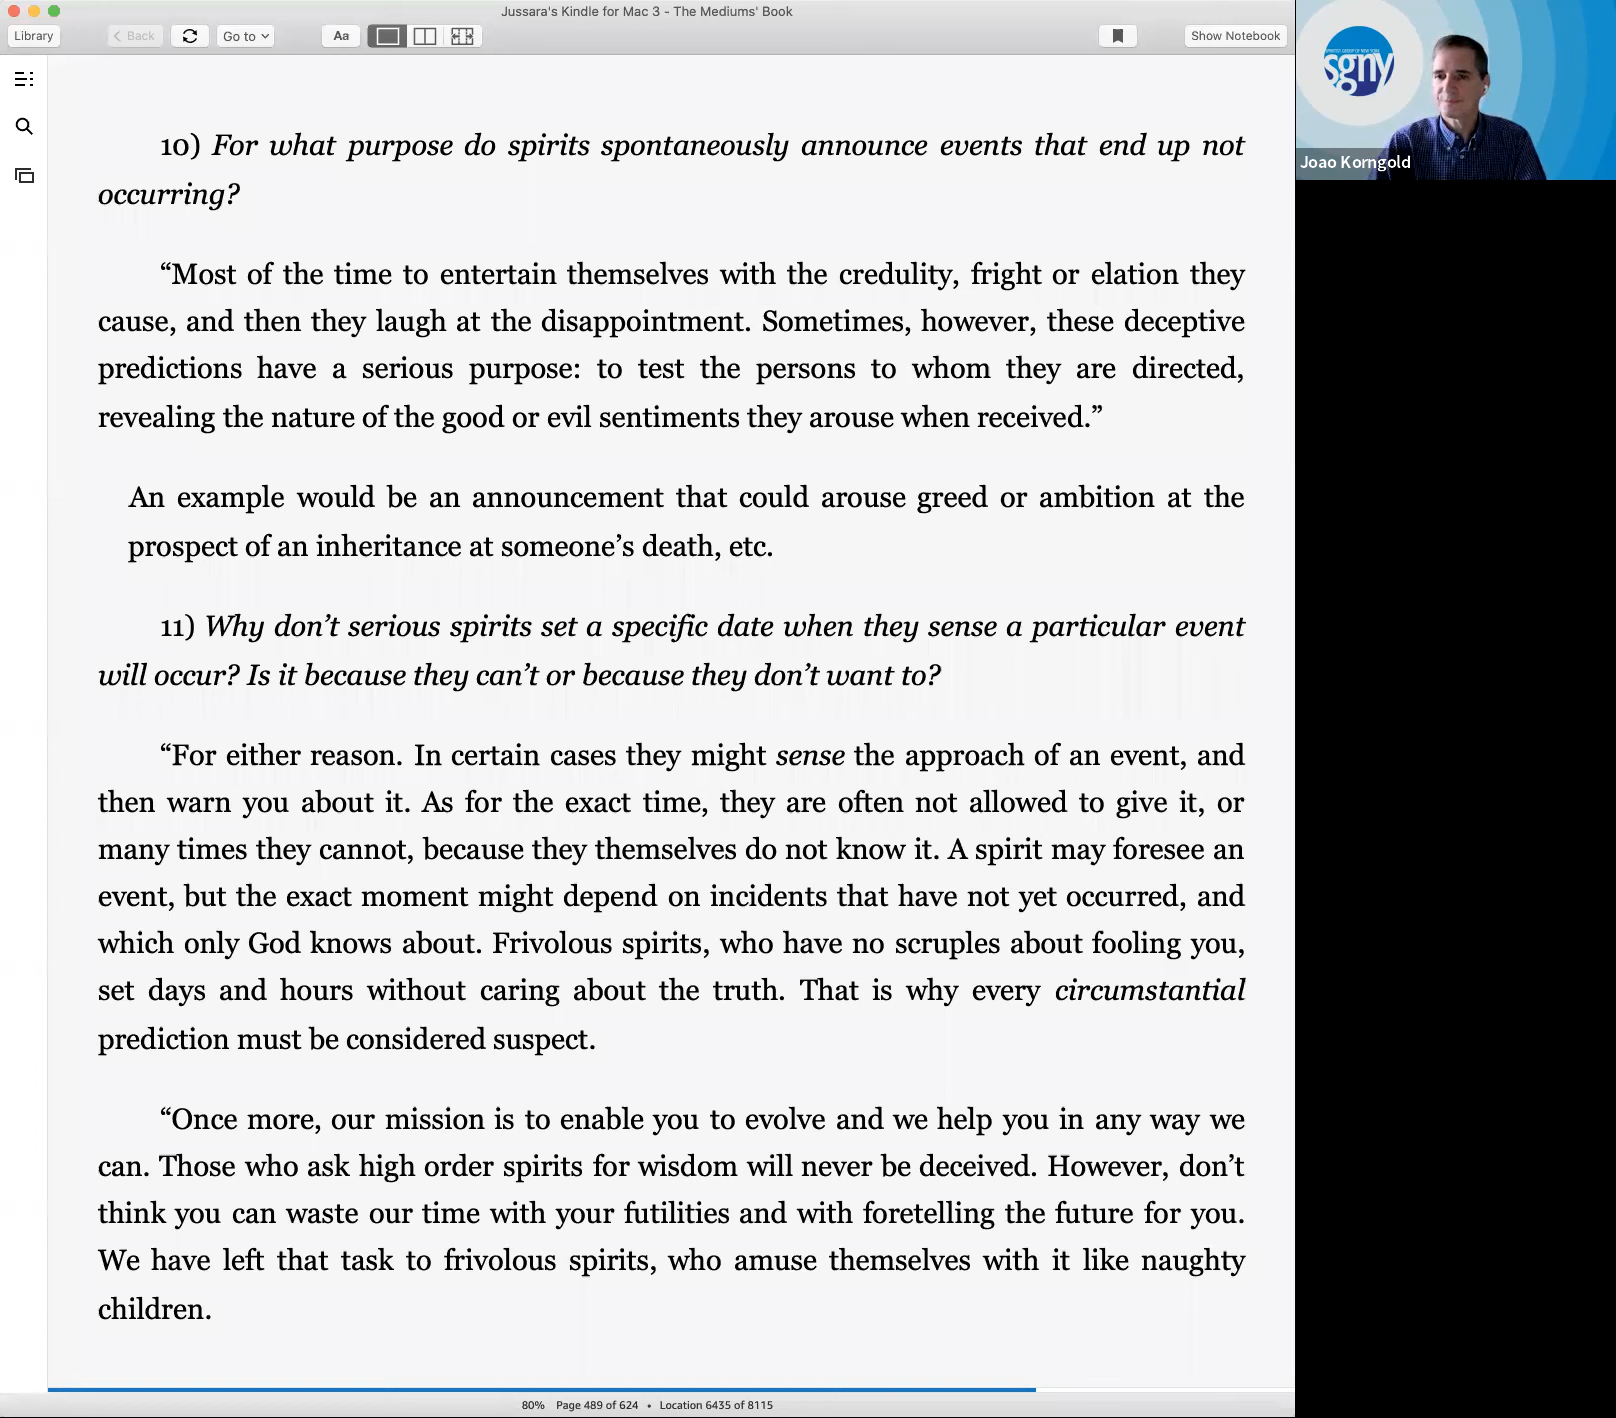 Jussara's Kindle for Mac 3 - The Mediums' Book
Library
Back
Go to
Aa
Show Notebook
10) For what purpose do spirits spontaneously announce events that end up not
occurring?
“Most of the time to entertain themselves with the credulity, fright or elation they
cause, and then they laugh at the disappointment. Sometimes, however, these deceptive
predictions have a serious purpose: to test the persons to whom they are directed,
revealing the nature of the good or evil sentiments they arouse when received.”
An example would be an announcement that could arouse greed or ambition at the
prospect of an inheritance at someone’s death, etc.
11) Why don’t serious spirits set a specific date when they sense a particular event
will occur? Is it because they can’t or because they don’t want to?
“For either reason. In certain cases they might sense the approach of an event, and
then warn you about it. As for the exact time, they are often not allowed to give it, or
many times they cannot, because they themselves do not know it. A spirit may foresee an
event, but the exact moment might depend on incidents that have not yet occurred, and
which only God knows about. Frivolous spirits, who have no scruples about fooling you,
set days and hours without caring about the truth. That is why every circumstantial
prediction must be considered suspect.
“Once more, our mission is to enable you to evolve and we help you in any way we
can. Those who ask high order spirits for wisdom will never be deceived. However, don’t
think you can waste our time with your futilities and with foretelling the future for you.
We have left that task to frivolous spirits, who amuse themselves with it like naughty
children.
80% Page 489 of 624 • Location 6435 of 8115
sgny
Joao Korngold